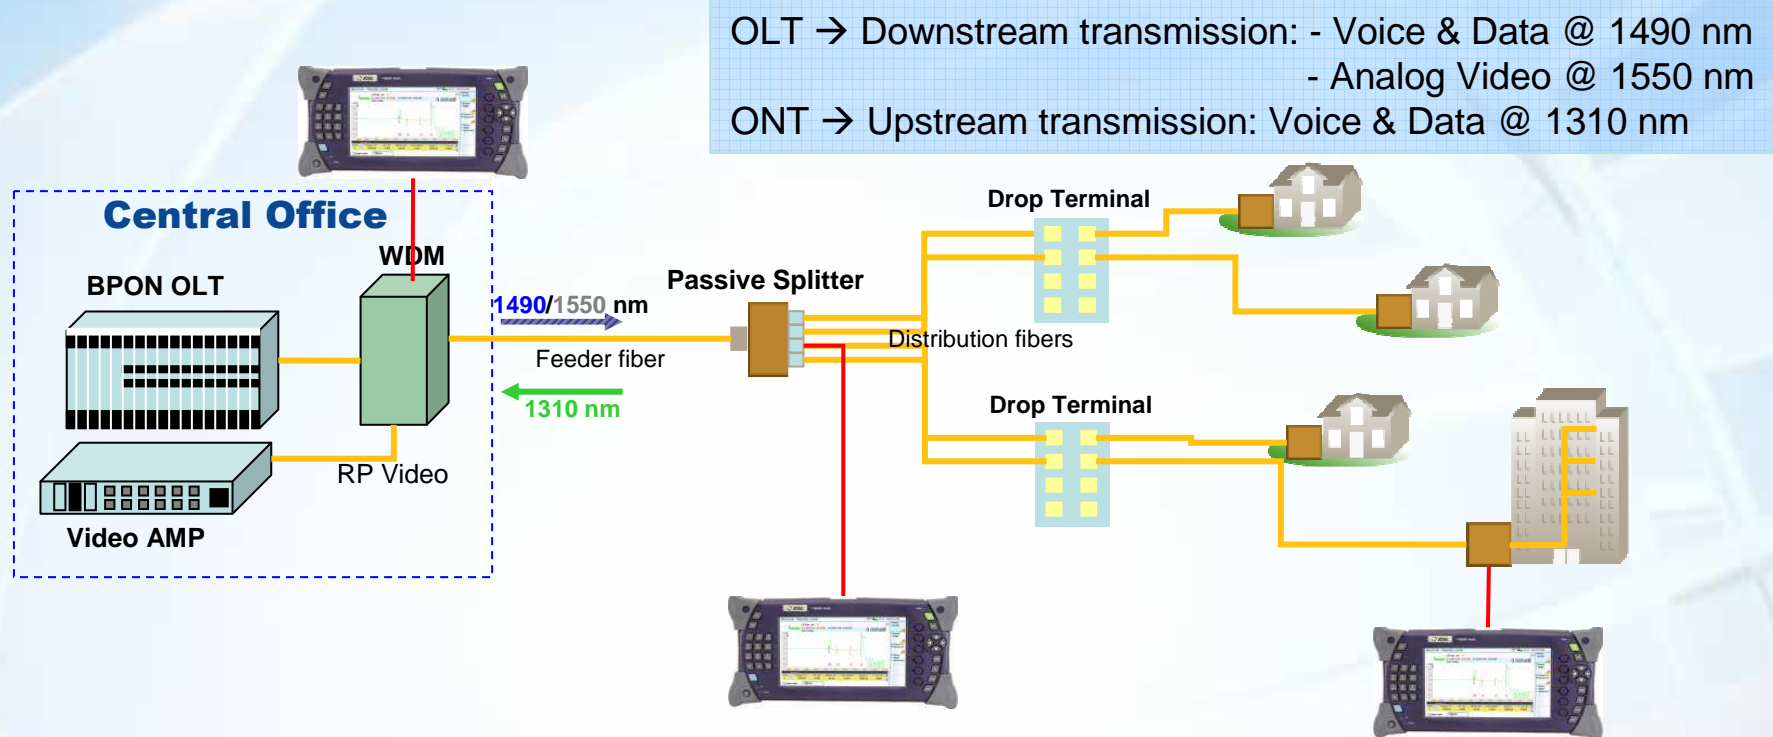 OLT → Downstream transmission: - Voice & Data @ 1490 nm
- Analog Video @ 1550 nm
ONT → Upstream transmission: Voice & Data @ 1310 nm
Central Office
WDM
BPON OLT
RP Video
Video AMP
1490/1550 nm
Feeder fiber
1310 nm
Passive Splitter
Distribution fibers
Drop Terminal
Drop Terminal